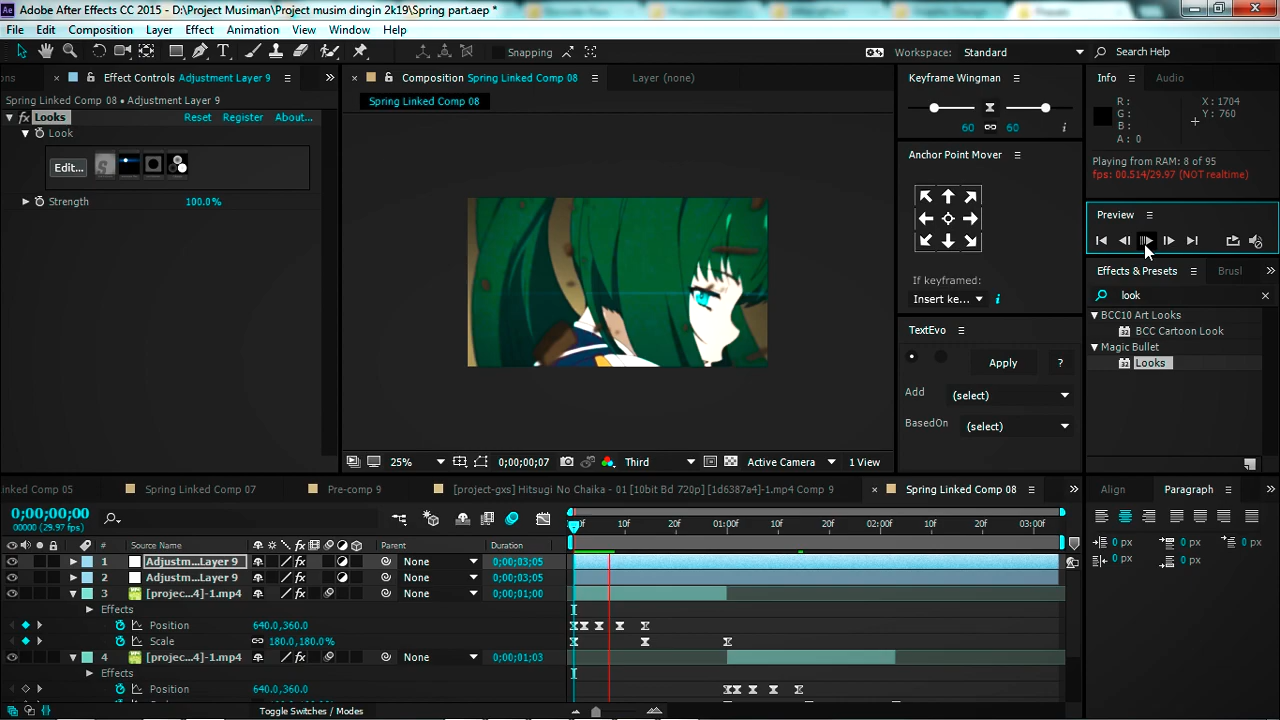 Adobe After Effects CC 2015 - D:\Project Musiman\Project musim dingin 2k19\Spring part.aep *
File Edit Composition Layer Effect Animation View Window Help
Snapping
Workspace: Standard
Search Help
ons
Effect Controls Adjustment Layer 9
Spring Linked Comp 08 • Adjustment Layer 9
fx Looks Reset Register About...
Look
Edit...
Strength 100.0%
Composition Spring Linked Comp 08
Layer (none)
Spring Linked Comp 08
25%
0;00;00;07
Third
Active Camera
1 View
Keyframe Wingman
60 60
Anchor Point Mover
If keyframed:
Insert ke...
TextEvo
Apply ?
Add (select)
BasedOn (select)
Info Audio
R :
G :
B :
A : 0
X : 1704
Y : 760
Playing from RAM: 8 of 95
fps: 00.514/29.97 (NOT realtime)
Preview
Effects & Presets Brusl
look
BCC10 Art Looks
BCC Cartoon Look
Magic Bullet
Looks
inked Comp 05
Spring Linked Comp 07
Pre-comp 9
[project-gxs] Hitsugi No Chaika - 01 [10bit Bd 720p] [1d6387a4]-1.mp4 Comp 9
Spring Linked Comp 08
0;00;00;00
00000 (29.97 fps)
10f 20f 01:00f 10f 20f 02:00f 10f 20f 03:00f
# Source Name Parent Duration
1 Adjustm...Layer 9 None 0;00;03;05
2 Adjustm...Layer 9 None 0;00;03;05
3 [projec...4]-1.mp4 None 0;00;01;00
Effects
Position 640.0,360.0
Scale 180.0,180.0%
4 [projec...4]-1.mp4 None 0;00;01;03
Effects
Position 640.0,360.0
Toggle Switches / Modes
Align Paragraph
0 px 0 px 0 px
0 px 0 px